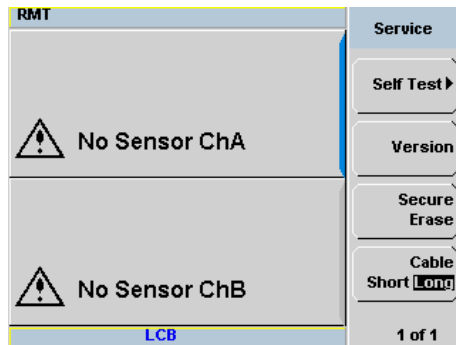 RMT
Service
Self Test
Version
No Sensor ChA
Secure
Erase
Cable
Short Long
No Sensor ChB
LCB
1 of 1